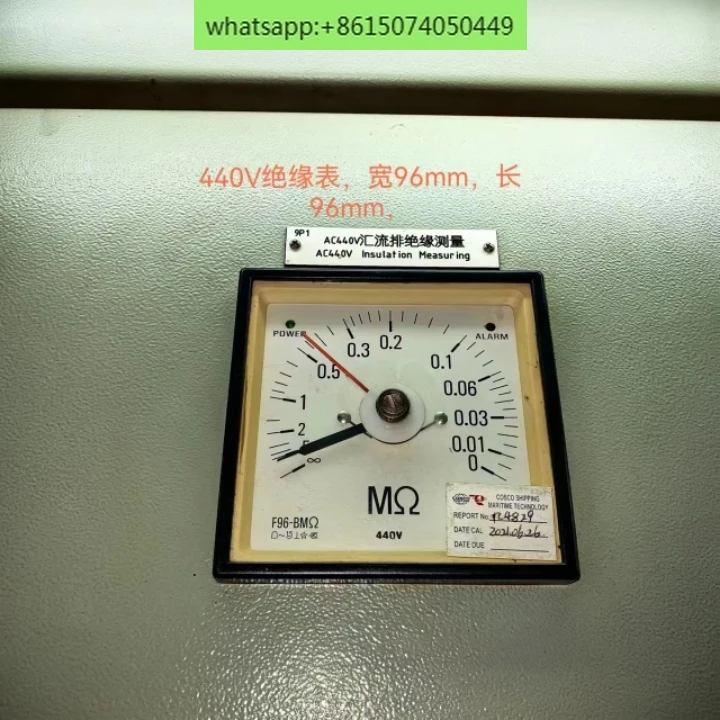 whatsapp:+8615074050449
440V绝缘表，宽96mm，长
96mm，
9P1
AC440V汇流排绝缘测量
AC440V Insulation Measuring
POWER
ALARM
0.5
0.3
0.2
0.1
1
0.06
2
0.03
5
0.01
∞
0
MΩ
F96-BMΩ
440V
COSCO SHIPPING
MARITIME TECHNOLOGY
REPORT No.
DATE CAL 2021.06.26
DATE DUE